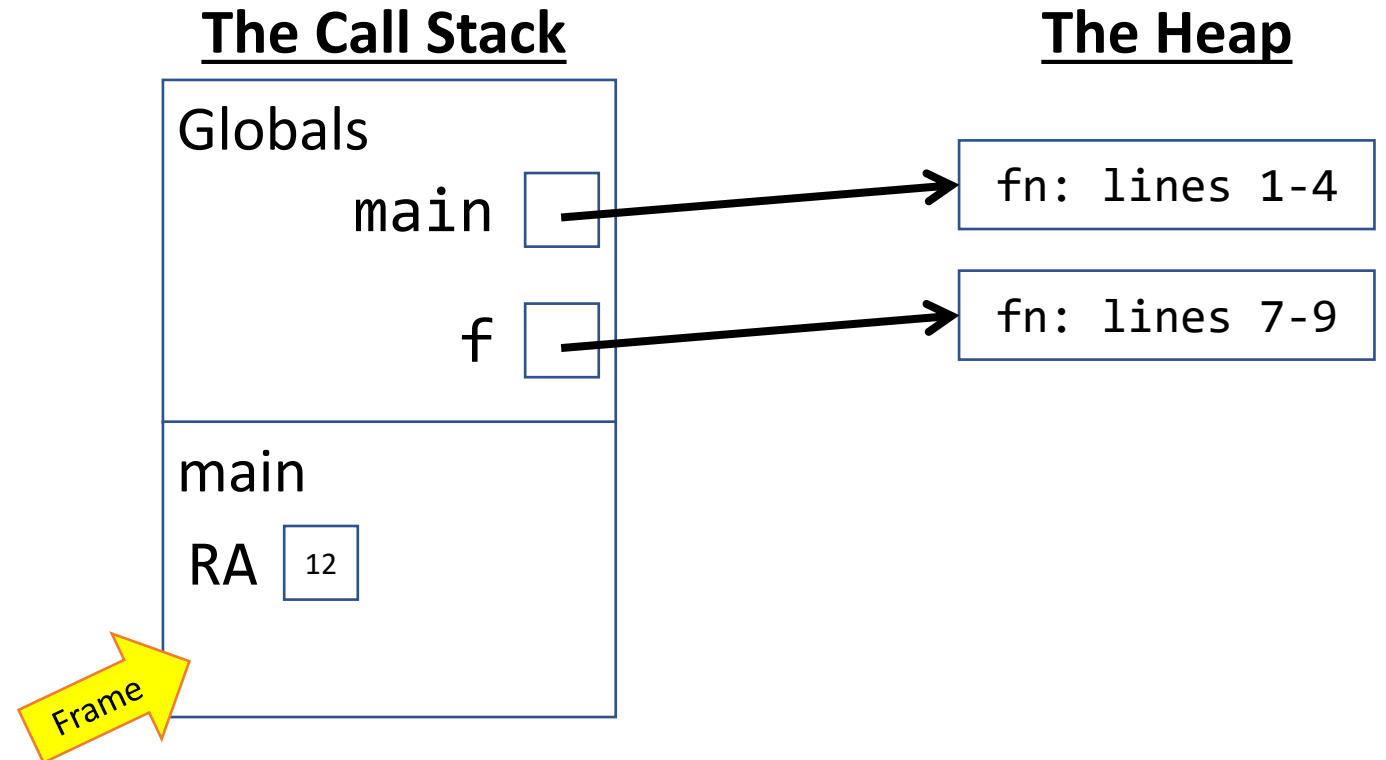 The Call Stack
The Heap
Globals
main
fn: lines 1-4
f
fn: lines 7-9
main
RA 12
Frame